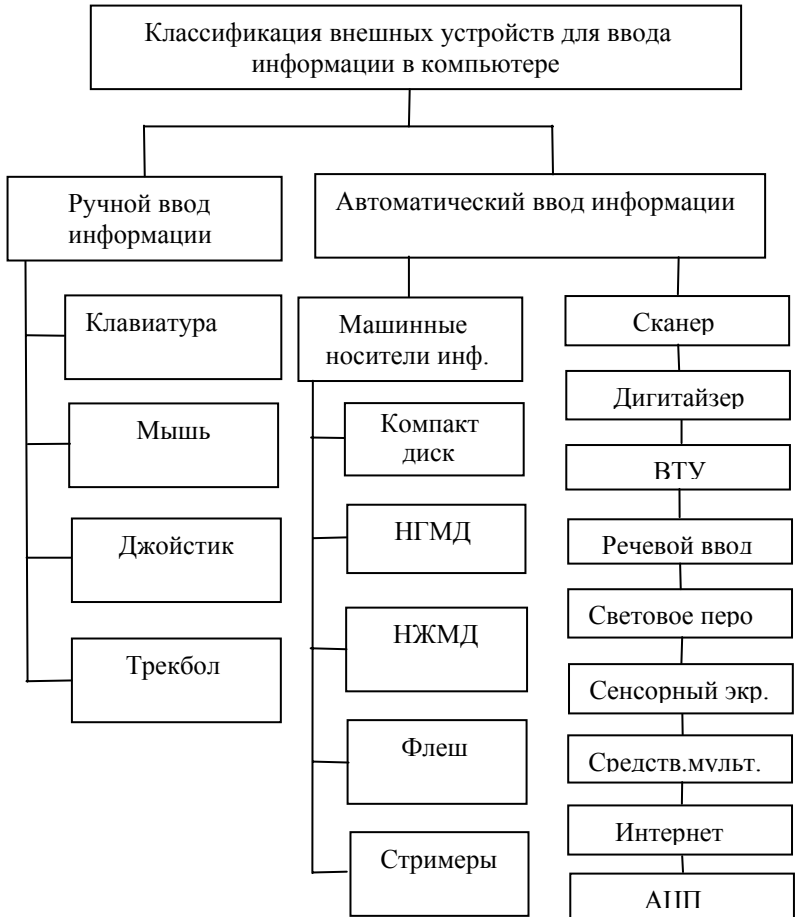 Классификация внешных устройств для ввода
информации в компьютере
Ручной ввод
информации
Автоматический ввод информации
Клавиатура
Мышь
Джойстик
Трекбол
Машинные
носители инф.
Компакт
диск
НГМД
НЖМД
Флеш
Стримеры
Сканер
Дигитайзер
ВТУ
Речевой ввод
Световое перо
Сенсорный экр.
Средств.мульт.
Интернет
АЦП